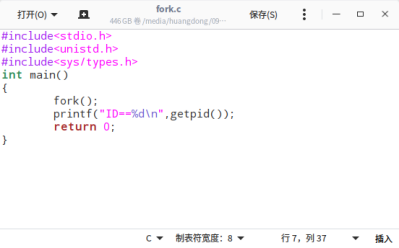 打开(O)
fork.c
446 GB 卷 /media/huangdong/09…
保存(S)
#include<stdio.h>
#include<unistd.h>
#include<sys/types.h>
int main()
{
        fork();
        printf("ID==%d\n",getpid());
        return 0;
}
C
制表符宽度：8
行 7，列 37
插入